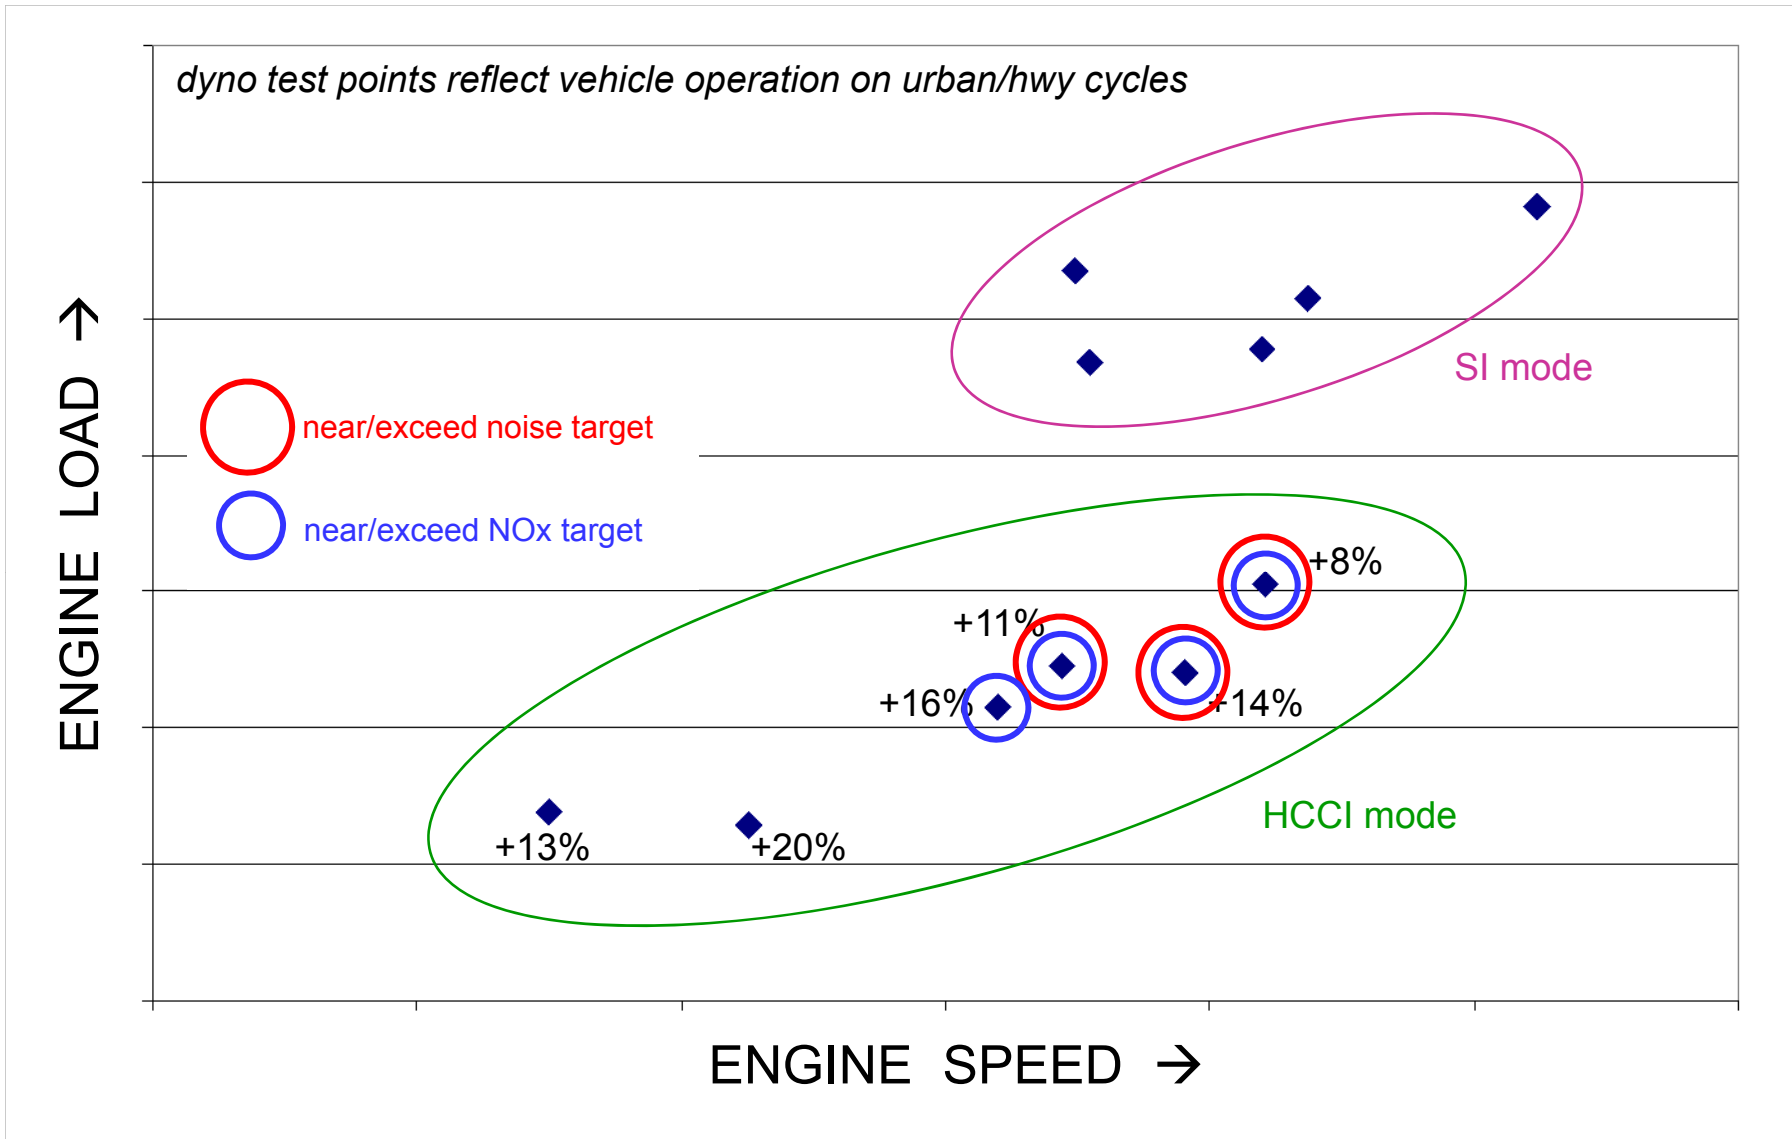 dyno test points reflect vehicle operation on urban/hwy cycles
SI mode
near/exceed noise target
near/exceed NOx target
+8%
+11%
+16%
+14%
HCCI mode
+13%
+20%
ENGINE LOAD →
ENGINE SPEED →